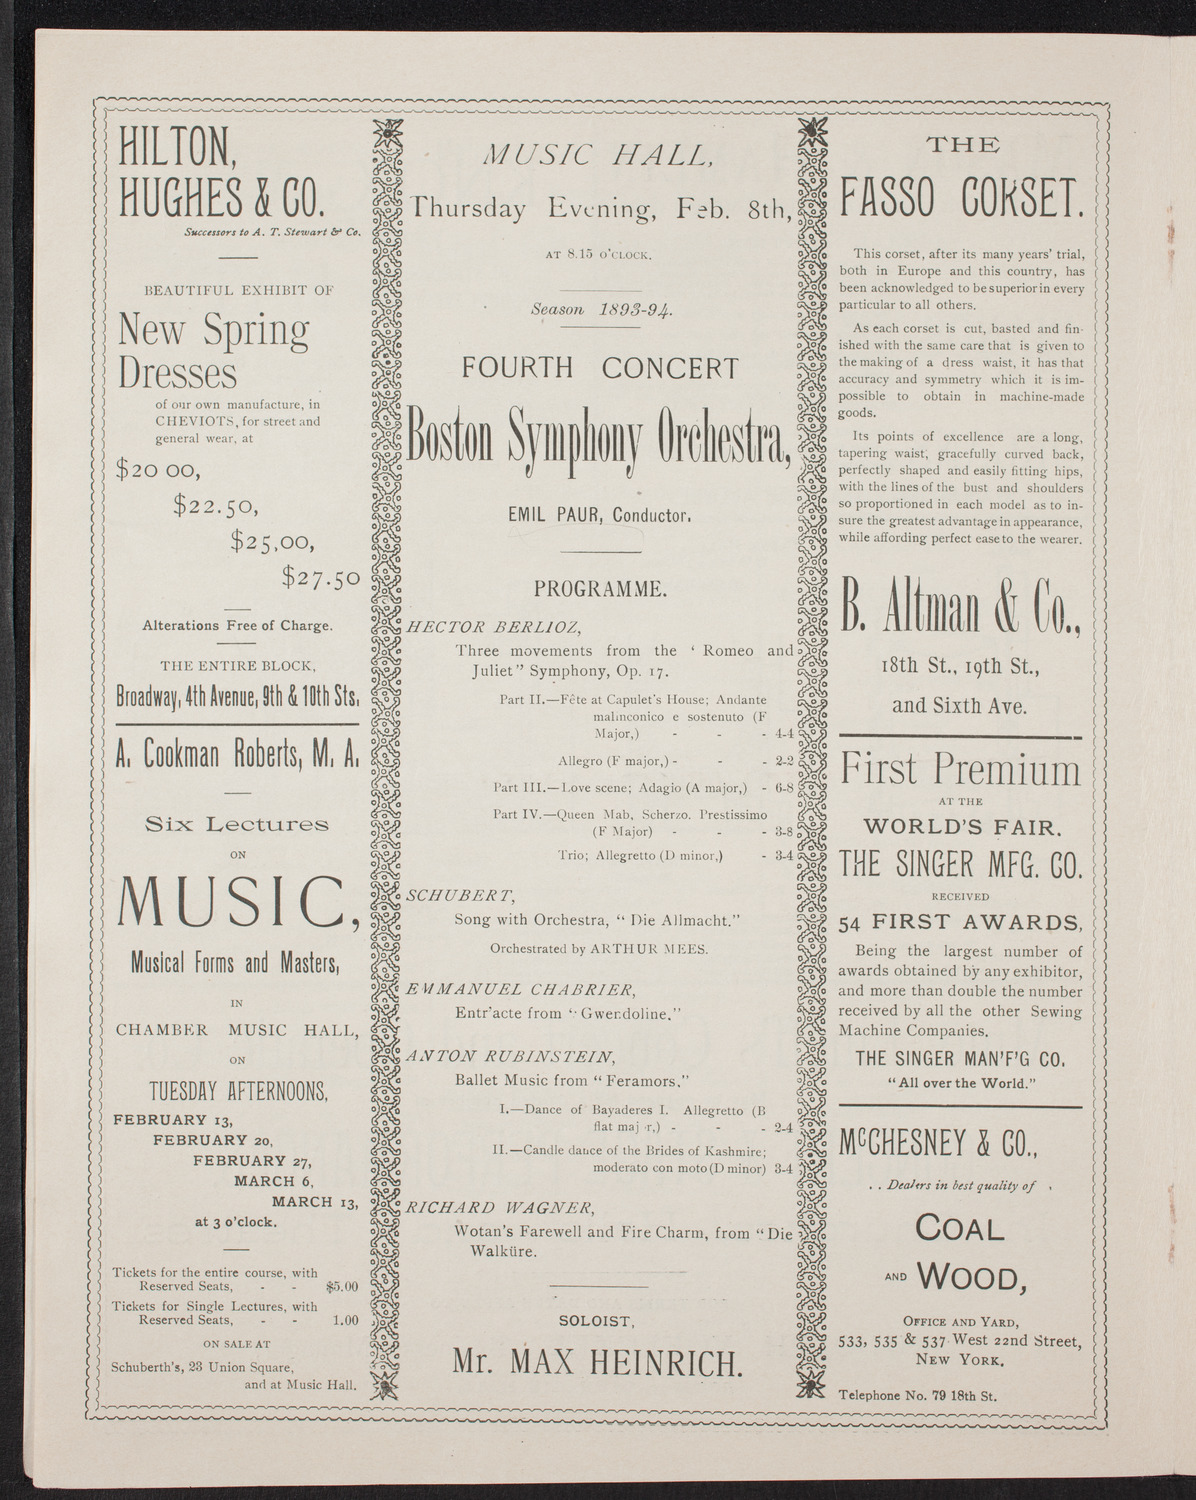 HILTON,
HUGHES & CO.
Successors to A. T. Stewart & Co.
BEAUTIFUL EXHIBIT OF
New Spring
Dresses
of our own manufacture, in
CHEVIOTS, for street and
general wear, at
$20 00,
$22.50,
$25,00,
$27.50
Alterations Free of Charge.
THE ENTIRE BLOCK,
Broadway, 4th Avenue, 9th & 10th Sts.
A. Cookman Roberts, M. A.
Six Lectures
ON
MUSIC,
Musical Forms and Masters,
IN
CHAMBER MUSIC HALL,
ON
TUESDAY AFTERNOONS,
FEBRUARY 13,
FEBRUARY 20,
FEBRUARY 27,
MARCH 6,
MARCH 13,
at 3 o'clock.
Tickets for the entire course, with
Reserved Seats, - - $5.00
Tickets for Single Lectures, with
Reserved Seats, - - 1.00
ON SALE AT
Schuberth's, 23 Union Square,
and at Music Hall.
MUSIC HALL,
Thursday Evening, Feb. 8th,
AT 8.15 O'CLOCK.
Season 1893-94.
FOURTH CONCERT
Boston Symphony Orchestra,
EMIL PAUR, Conductor.
PROGRAMME.
HECTOR BERLIOZ,
Three movements from the ‘ Romeo and
Juliet” Symphony, Op. 17.
Part II.—Fête at Capulet's House; Andante
malinconico e sostenuto (F
Major,) - - - 4-4
Allegro (F major,) - - - 2-2
Part III.—Love scene; Adagio (A major,) - 6-8
Part IV.—Queen Mab, Scherzo. Prestissimo
(F Major) - - - 3-8
Trio; Allegretto (D minor,) - 3-4
SCHUBERT,
Song with Orchestra, “ Die Allmacht.”
Orchestrated by ARTHUR MEES.
EMMANUEL CHABRIER,
Entr'acte from “ Gwendoline.”
ANTON RUBINSTEIN,
Ballet Music from “ Feramors.”
I.—Dance of Bayaderes I. Allegretto (B
flat maj r,) - - - 2-4
II.—Candle dance of the Brides of Kashmire;
moderato con moto (D minor) 3-4
RICHARD WAGNER,
Wotan's Farewell and Fire Charm, from “ Die
Walküre.
SOLOIST,
Mr. MAX HEINRICH.
THE
FASSO CORSET.
This corset, after its many years' trial,
both in Europe and this country, has
been acknowledged to be superior in every
particular to all others.
As each corset is cut, basted and fin-
ished with the same care that is given to
the making of a dress waist, it has that
accuracy and symmetry which it is im-
possible to obtain in machine-made
goods.
Its points of excellence are a long,
tapering waist, gracefully curved back,
perfectly shaped and easily fitting hips,
with the lines of the bust and shoulders
so proportioned in each model as to in-
sure the greatest advantage in appearance,
while affording perfect ease to the wearer.
B. Altman & Co.,
18th St., 19th St.,
and Sixth Ave.
First Premium
AT THE
WORLD'S FAIR.
THE SINGER MFG. CO.
RECEIVED
54 FIRST AWARDS,
Being the largest number of
awards obtained by any exhibitor,
and more than double the number
received by all the other Sewing
Machine Companies.
THE SINGER MAN'F'G CO.
“All over the World.”
McCHESNEY & CO.,
. . Dealers in best quality of .
COAL
AND WOOD,
OFFICE AND YARD,
533, 535 & 537 West 22nd Street,
NEW YORK.
Telephone No. 79 18th St.